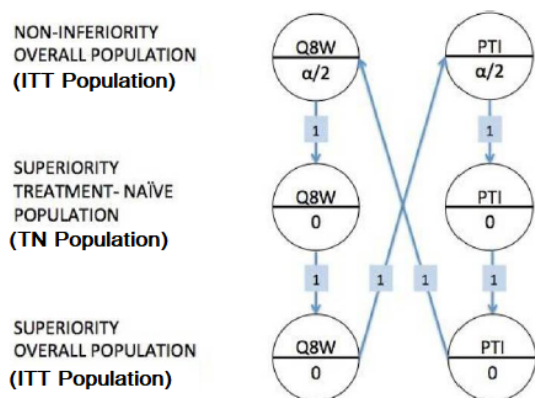 NON-INFERIORITY
OVERALL POPULATION
(ITT Population)
Q8W
α/2
PTI
α/2
1
1
SUPERIORITY
TREATMENT- NAÏVE
POPULATION
(TN Population)
Q8W
0
PTI
0
1
1
1
1
SUPERIORITY
OVERALL POPULATION
(ITT Population)
Q8W
0
PTI
0